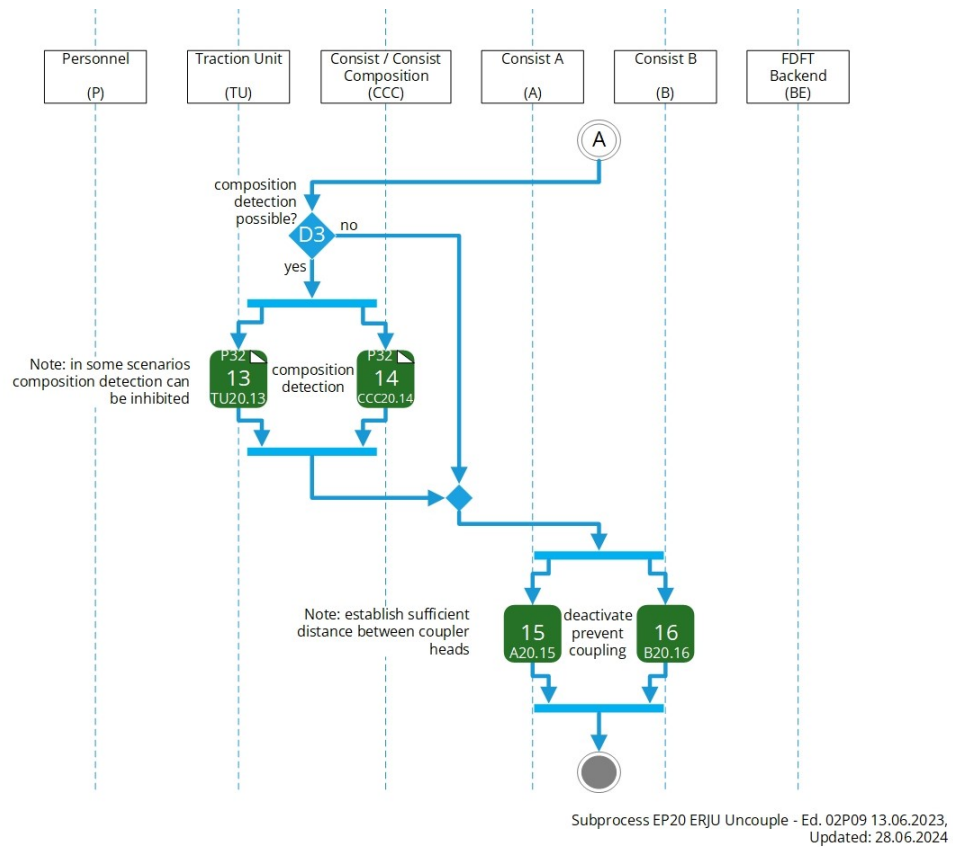 Personnel
(P)
Traction Unit
(TU)
Consist / Consist
Composition
(CCC)
Consist A
(A)
Consist B
(B)
FDFT
Backend
(BE)
A
composition
detection
possible?
D3
no
yes
Note: in some scenarios
composition detection can
be inhibited
P32
13
TU20.13
composition
detection
P32
14
CCC20.14
Note: establish sufficient
distance between coupler
heads
15
A20.15
deactivate
prevent
coupling
16
B20.16
Subprocess EP20 ERJU Uncouple - Ed. 02P09 13.06.2023,
Updated: 28.06.2024